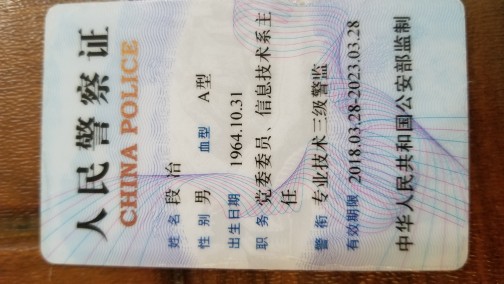 人民警察证
CHINA POLICE
姓名 段冶
性别 男 血型 A型
出生日期 1964.10.31
职务 党委委员、信息技术系主
任
警衔 专业技术三级警监
有效期限 2018.03.28-2023.03.28
中华人民共和国公安部监制